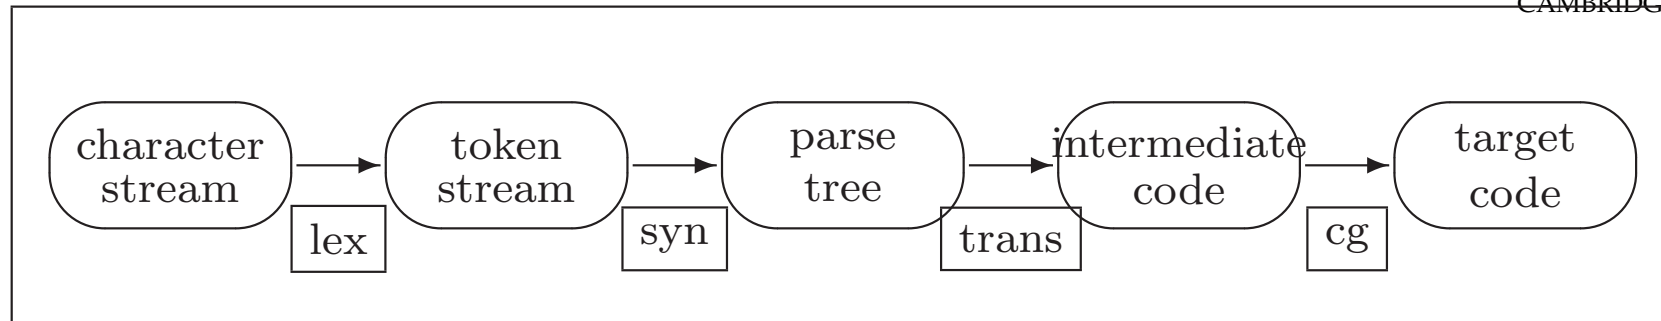 character
stream
token
stream
parse
tree
intermediate
code
target
code
lex
syn
trans
cg